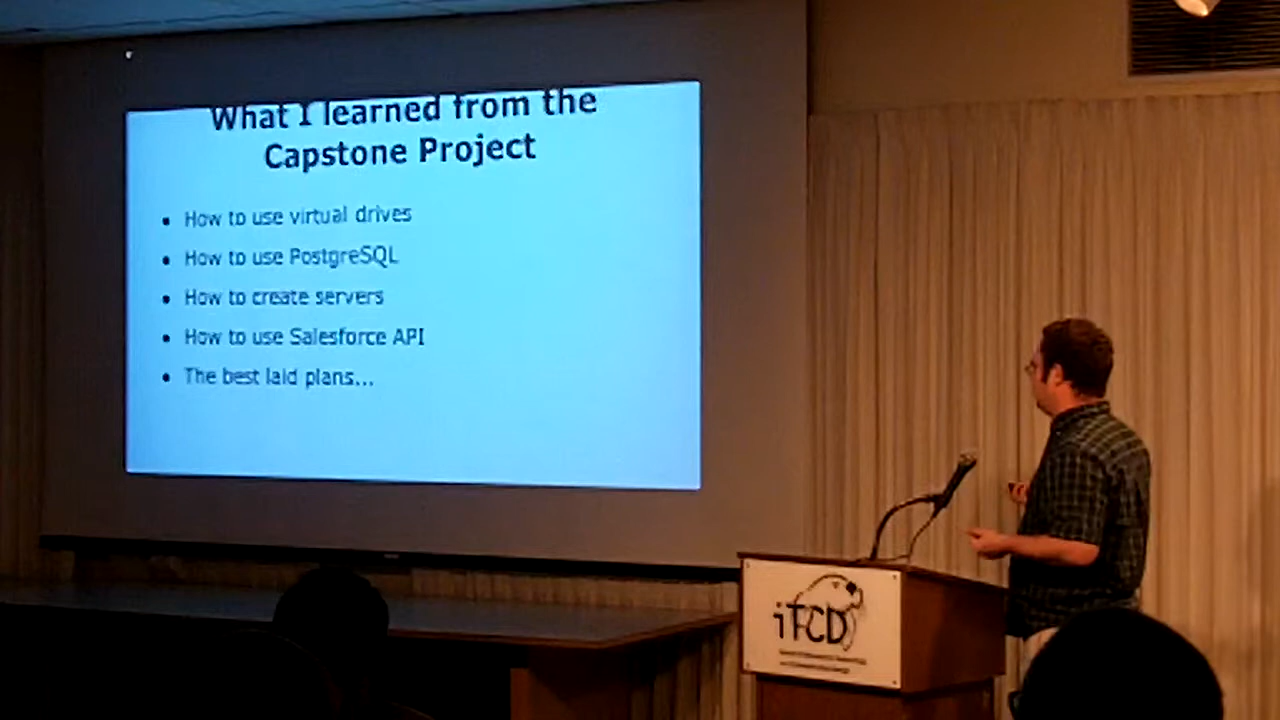 What I learned from the
Capstone Project
• How to use virtual drives
• How to use PostgreSQL
• How to create servers
• How to use Salesforce API
• The best laid plans...
iTCD